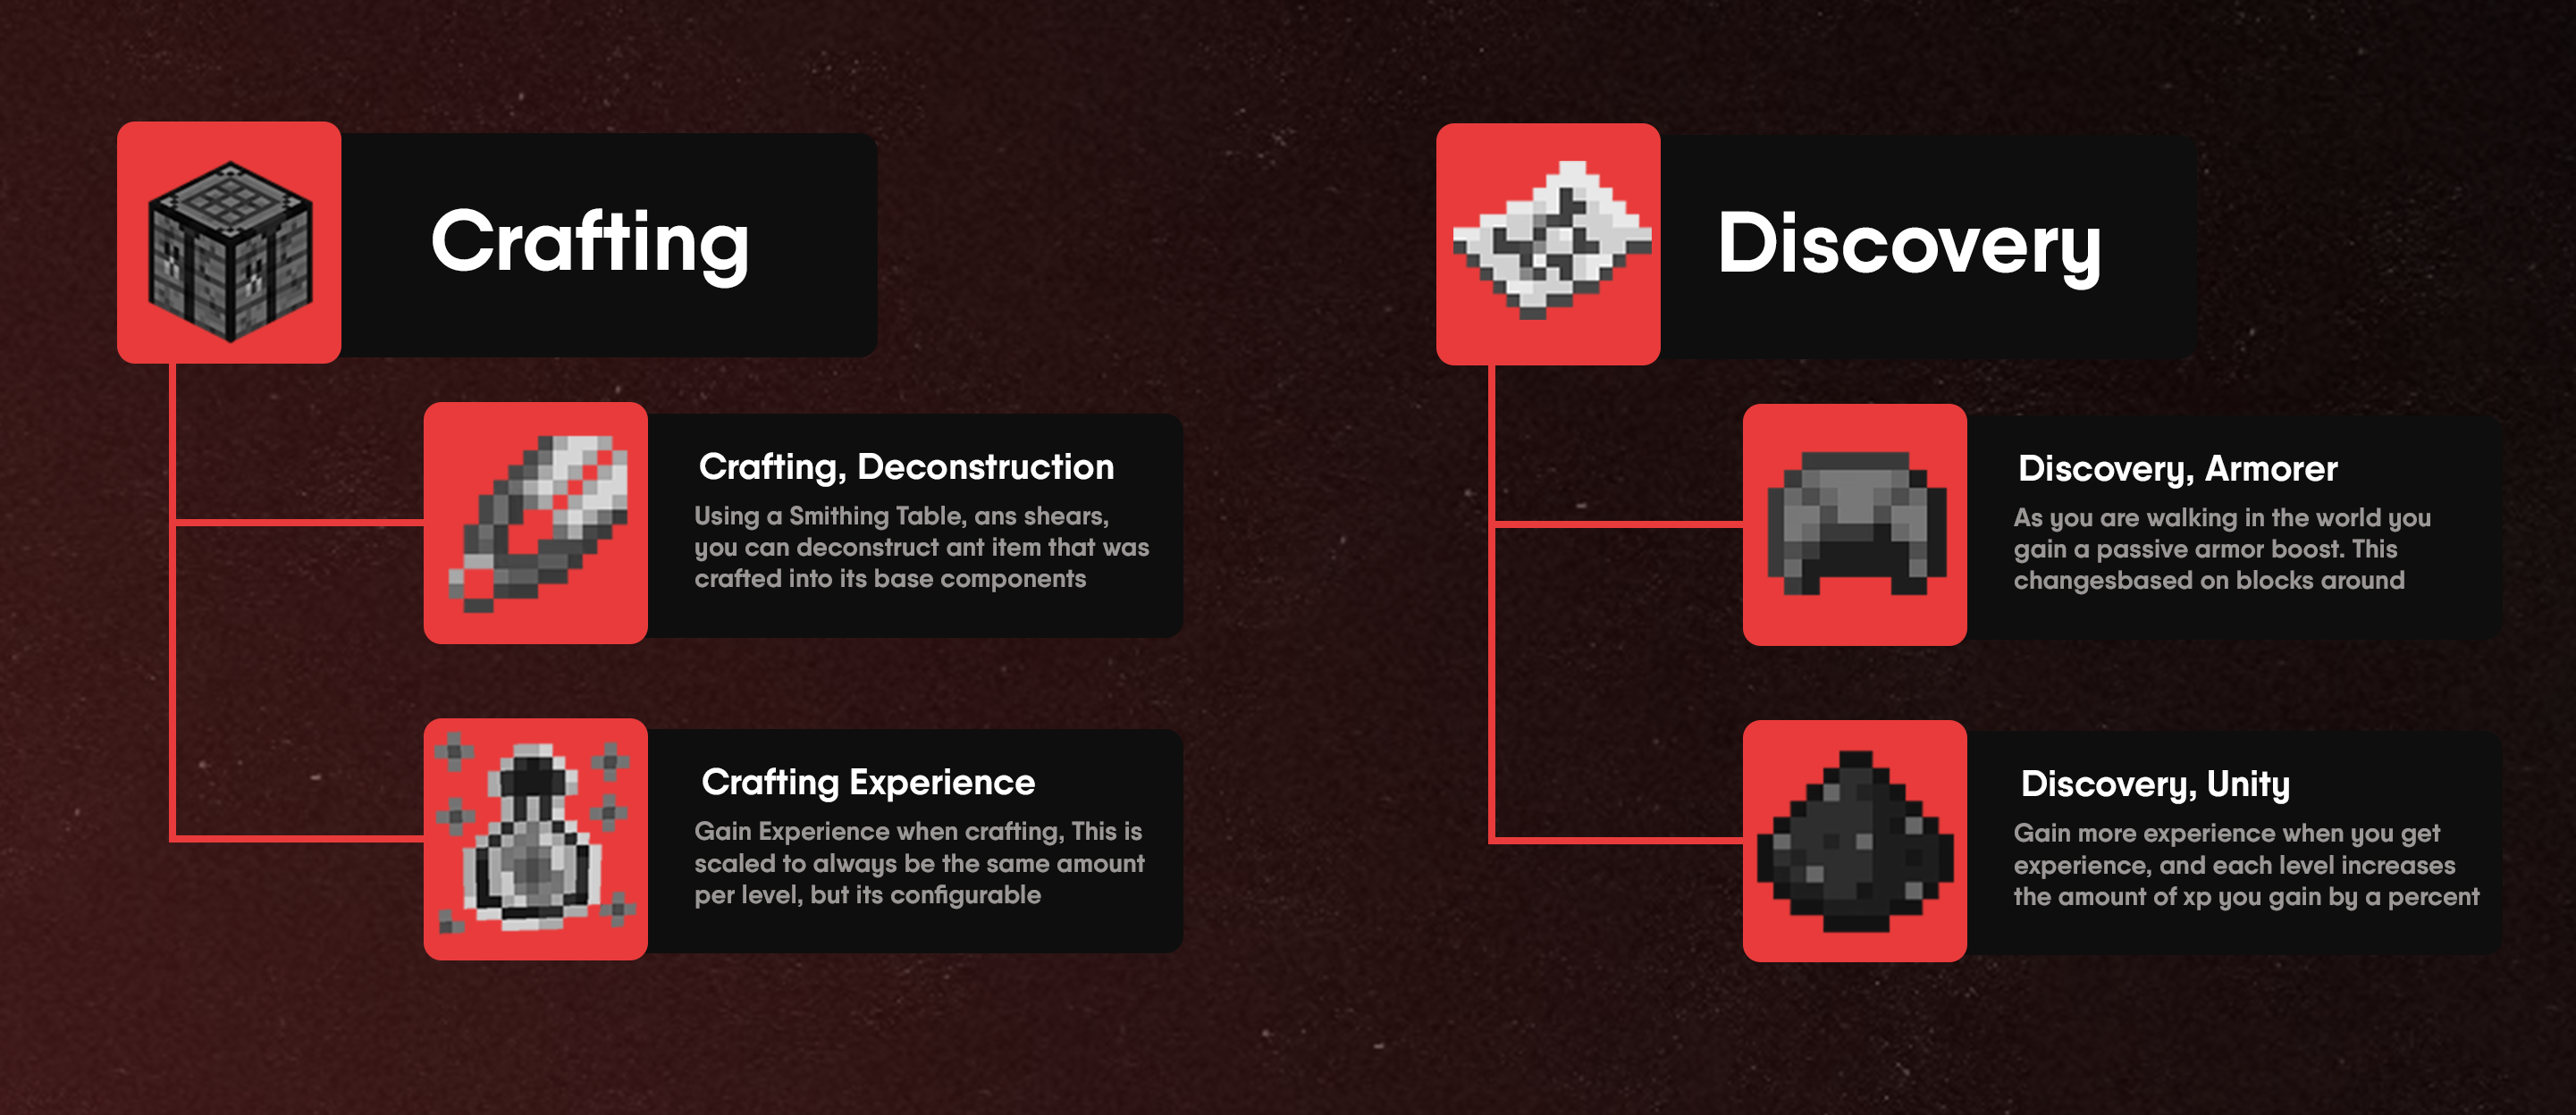 Crafting
Crafting, Deconstruction
Using a Smithing Table, ans shears,
you can deconstruct ant item that was
crafted into its base components
Crafting Experience
Gain Experience when crafting, This is
scaled to always be the same amount
per level, but its configurable
Discovery
Discovery, Armorer
As you are walking in the world you
gain a passive armor boost. This
changesbased on blocks around
Discovery, Unity
Gain more experience when you get
experience, and each level increases
the amount of xp you gain by a percent